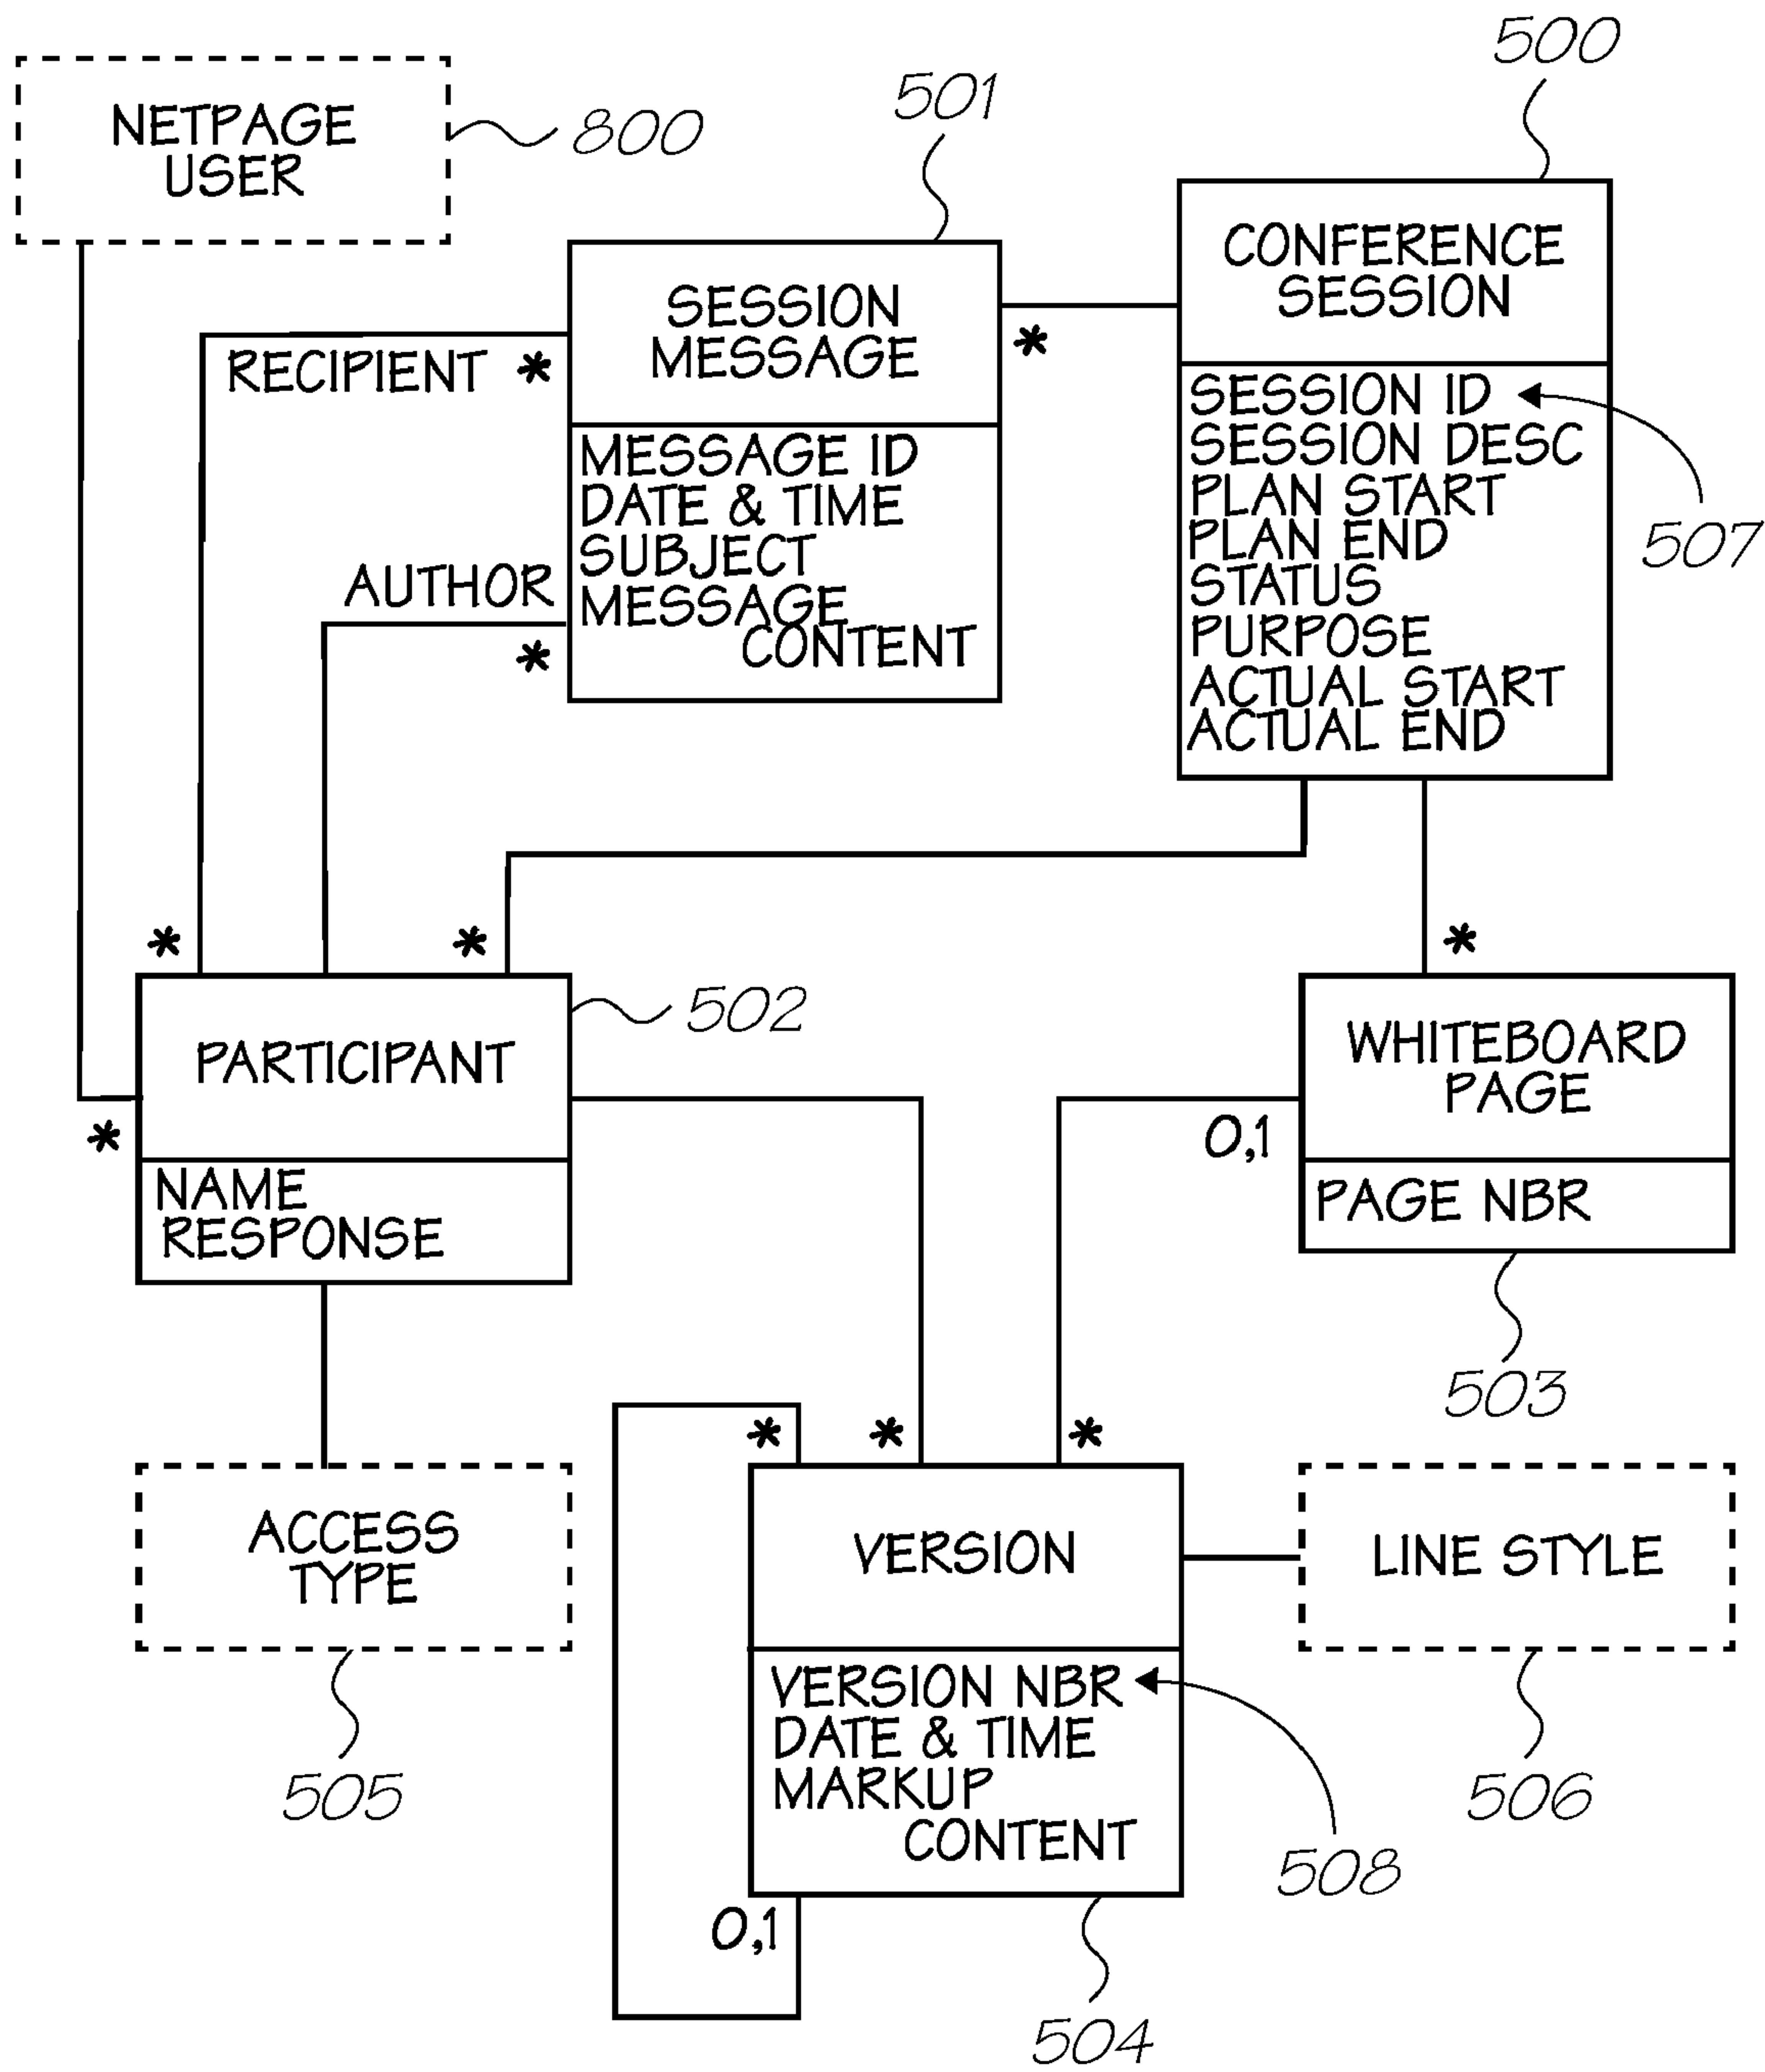 500
501
NETPAGE
USER
800
CONFERENCE
SESSION
SESSION
MESSAGE
*
RECIPIENT *
SESSION ID
SESSION DESC
PLAN START
PLAN END
STATUS
PURPOSE
ACTUAL START
ACTUAL END
507
MESSAGE ID
DATE & TIME
SUBJECT
MESSAGE
CONTENT
AUTHOR
*
*
*
*
502
PARTICIPANT
WHITEBOARD
PAGE
*
0,1
NAME
RESPONSE
PAGE NBR
503
*
*
*
ACCESS
TYPE
VERSION
LINE STYLE
VERSION NBR
DATE & TIME
MARKUP
CONTENT
505
506
508
0,1
504